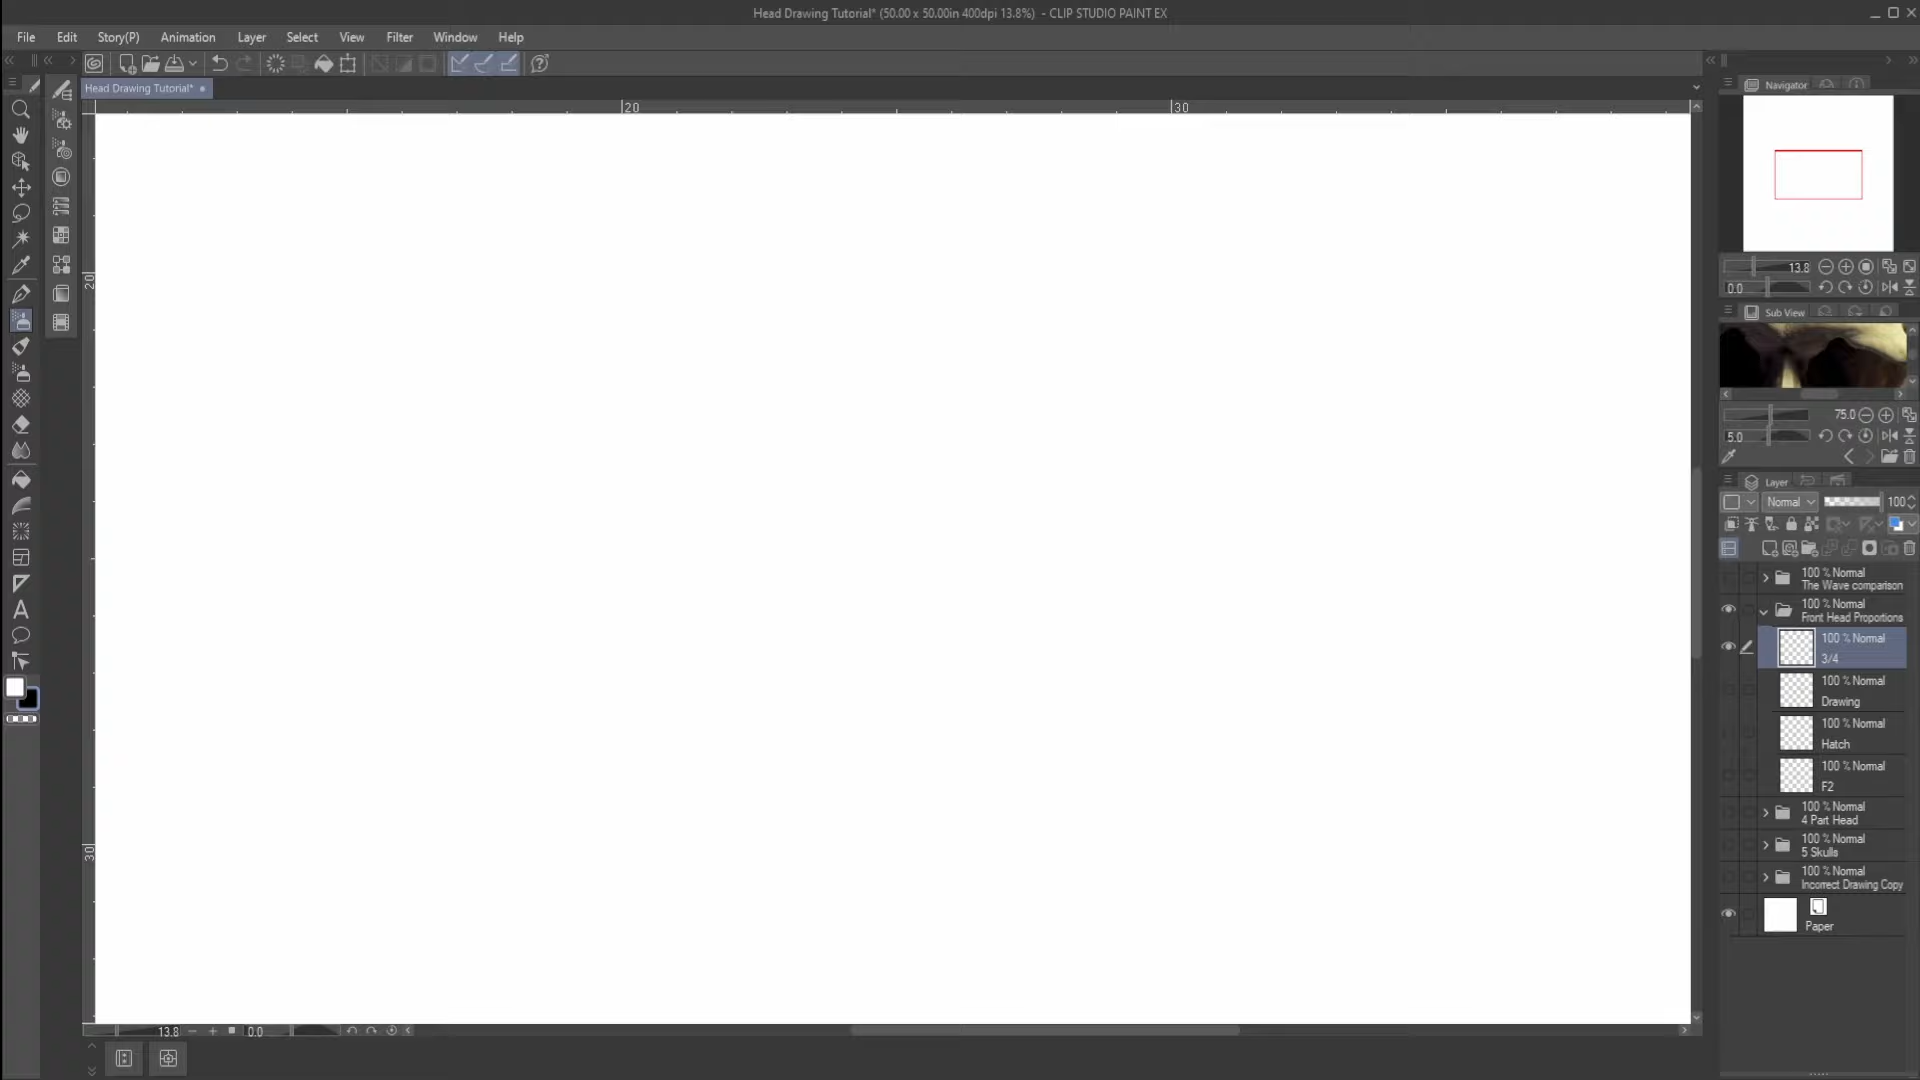 Head Drawing Tutorial* (50.00 x 50.00in 400dpi 13.8%) - CLIP STUDIO PAINT EX
File Edit Story(P) Animation Layer Select View Filter Window Help
Head Drawing Tutorial*
20 30
20
30
13.8 0.0
Navigator
13.8
0.0
Sub View
75.0
5.0
Layer
Normal 100
100 % Normal
The Wave comparison
100 % Normal
Front Head Propotions
100 % Normal
3/4
100 % Normal
Drawing
100 % Normal
Hatch
100 % Normal
F2
100 % Normal
4 Part Head
100 % Normal
5 Skulls
100 % Normal
Incorrect Drawing Copy
Paper